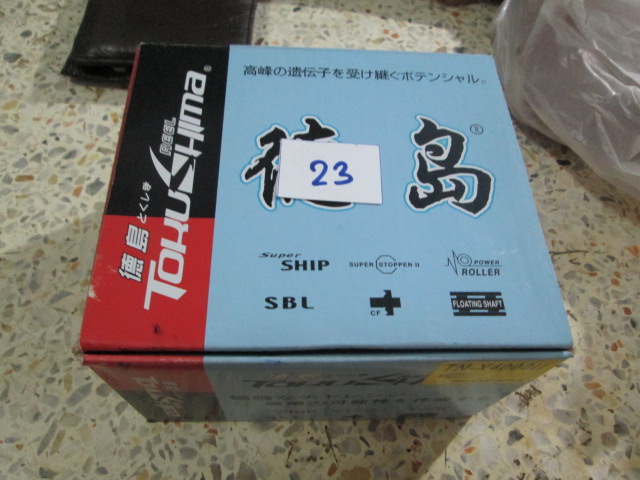 高峰の遺伝子を受け継ぐポテンシャル。
徳島®
23
徳島 とくしま
TOKUSHIMA®
REEL
Super SHIP
SUPER STOPPER II
POWER ROLLER
SBL
CF
FLOATING SHAFT